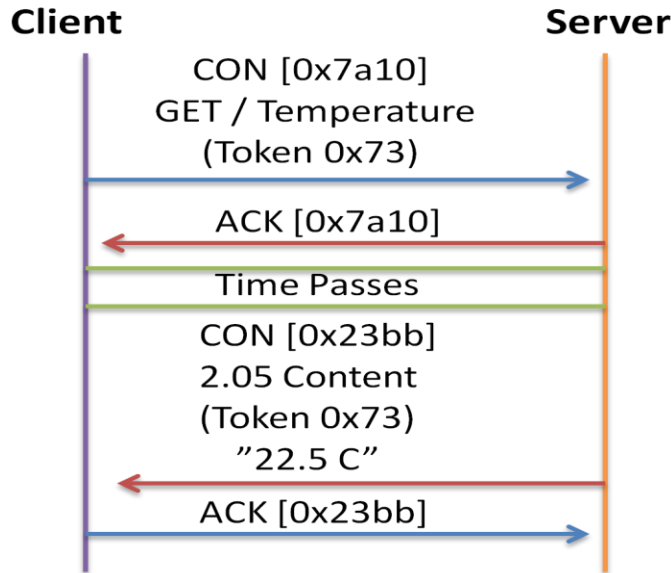 Client
Server
CON [0x7a10]
GET / Temperature
(Token 0x73)
ACK [0x7a10]
Time Passes
CON [0x23bb]
2.05 Content
(Token 0x73)
”22.5 C”
ACK [0x23bb]